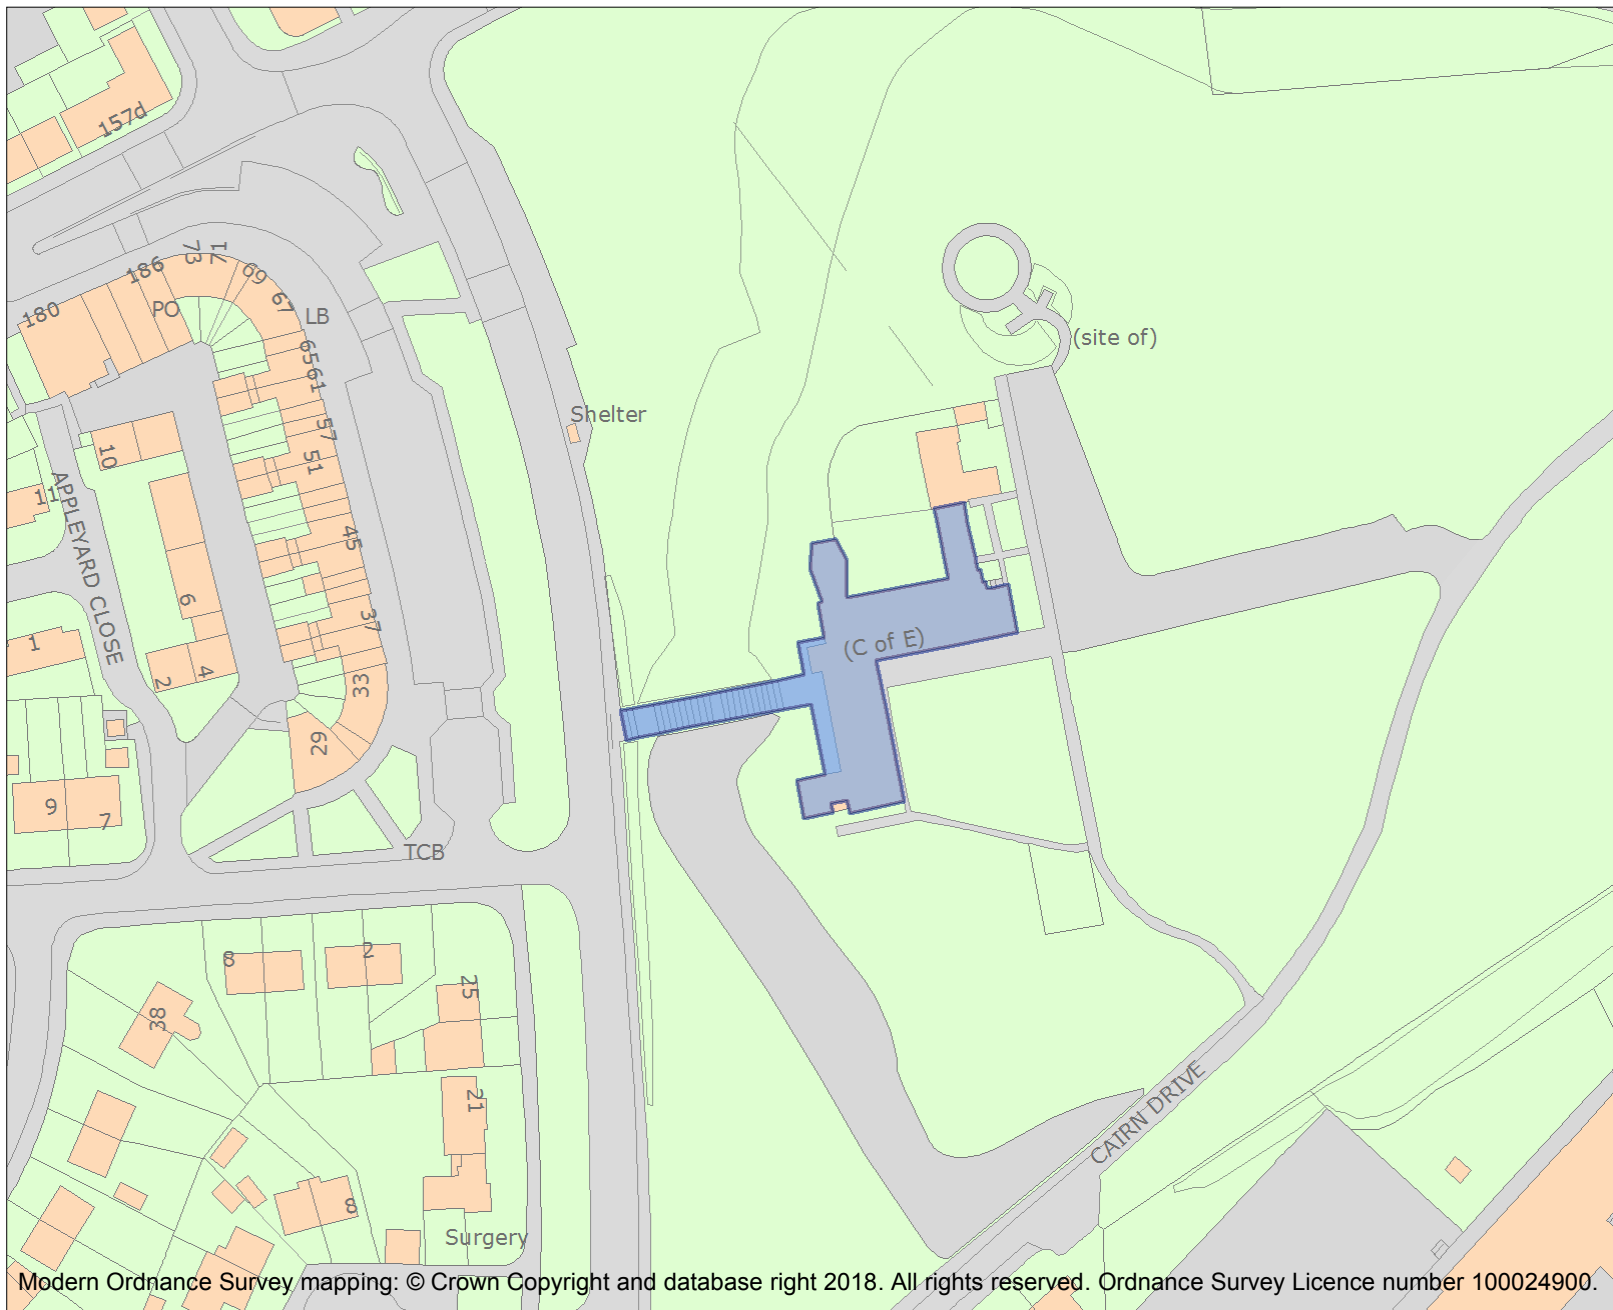 157d
73
71
186
69
180
PO
67
LB
65
61
(site of)
Shelter
57
10
51
11
APPLEYARD CLOSE
45
6
37
1
(C of E)
4
2
33
29
9
7
TCB
8
2
25
38
21
CAIRN DRIVE
8
Surgery
Modern Ordnance Survey mapping: © Crown Copyright and database right 2018. All rights reserved. Ordnance Survey Licence number 100024900.